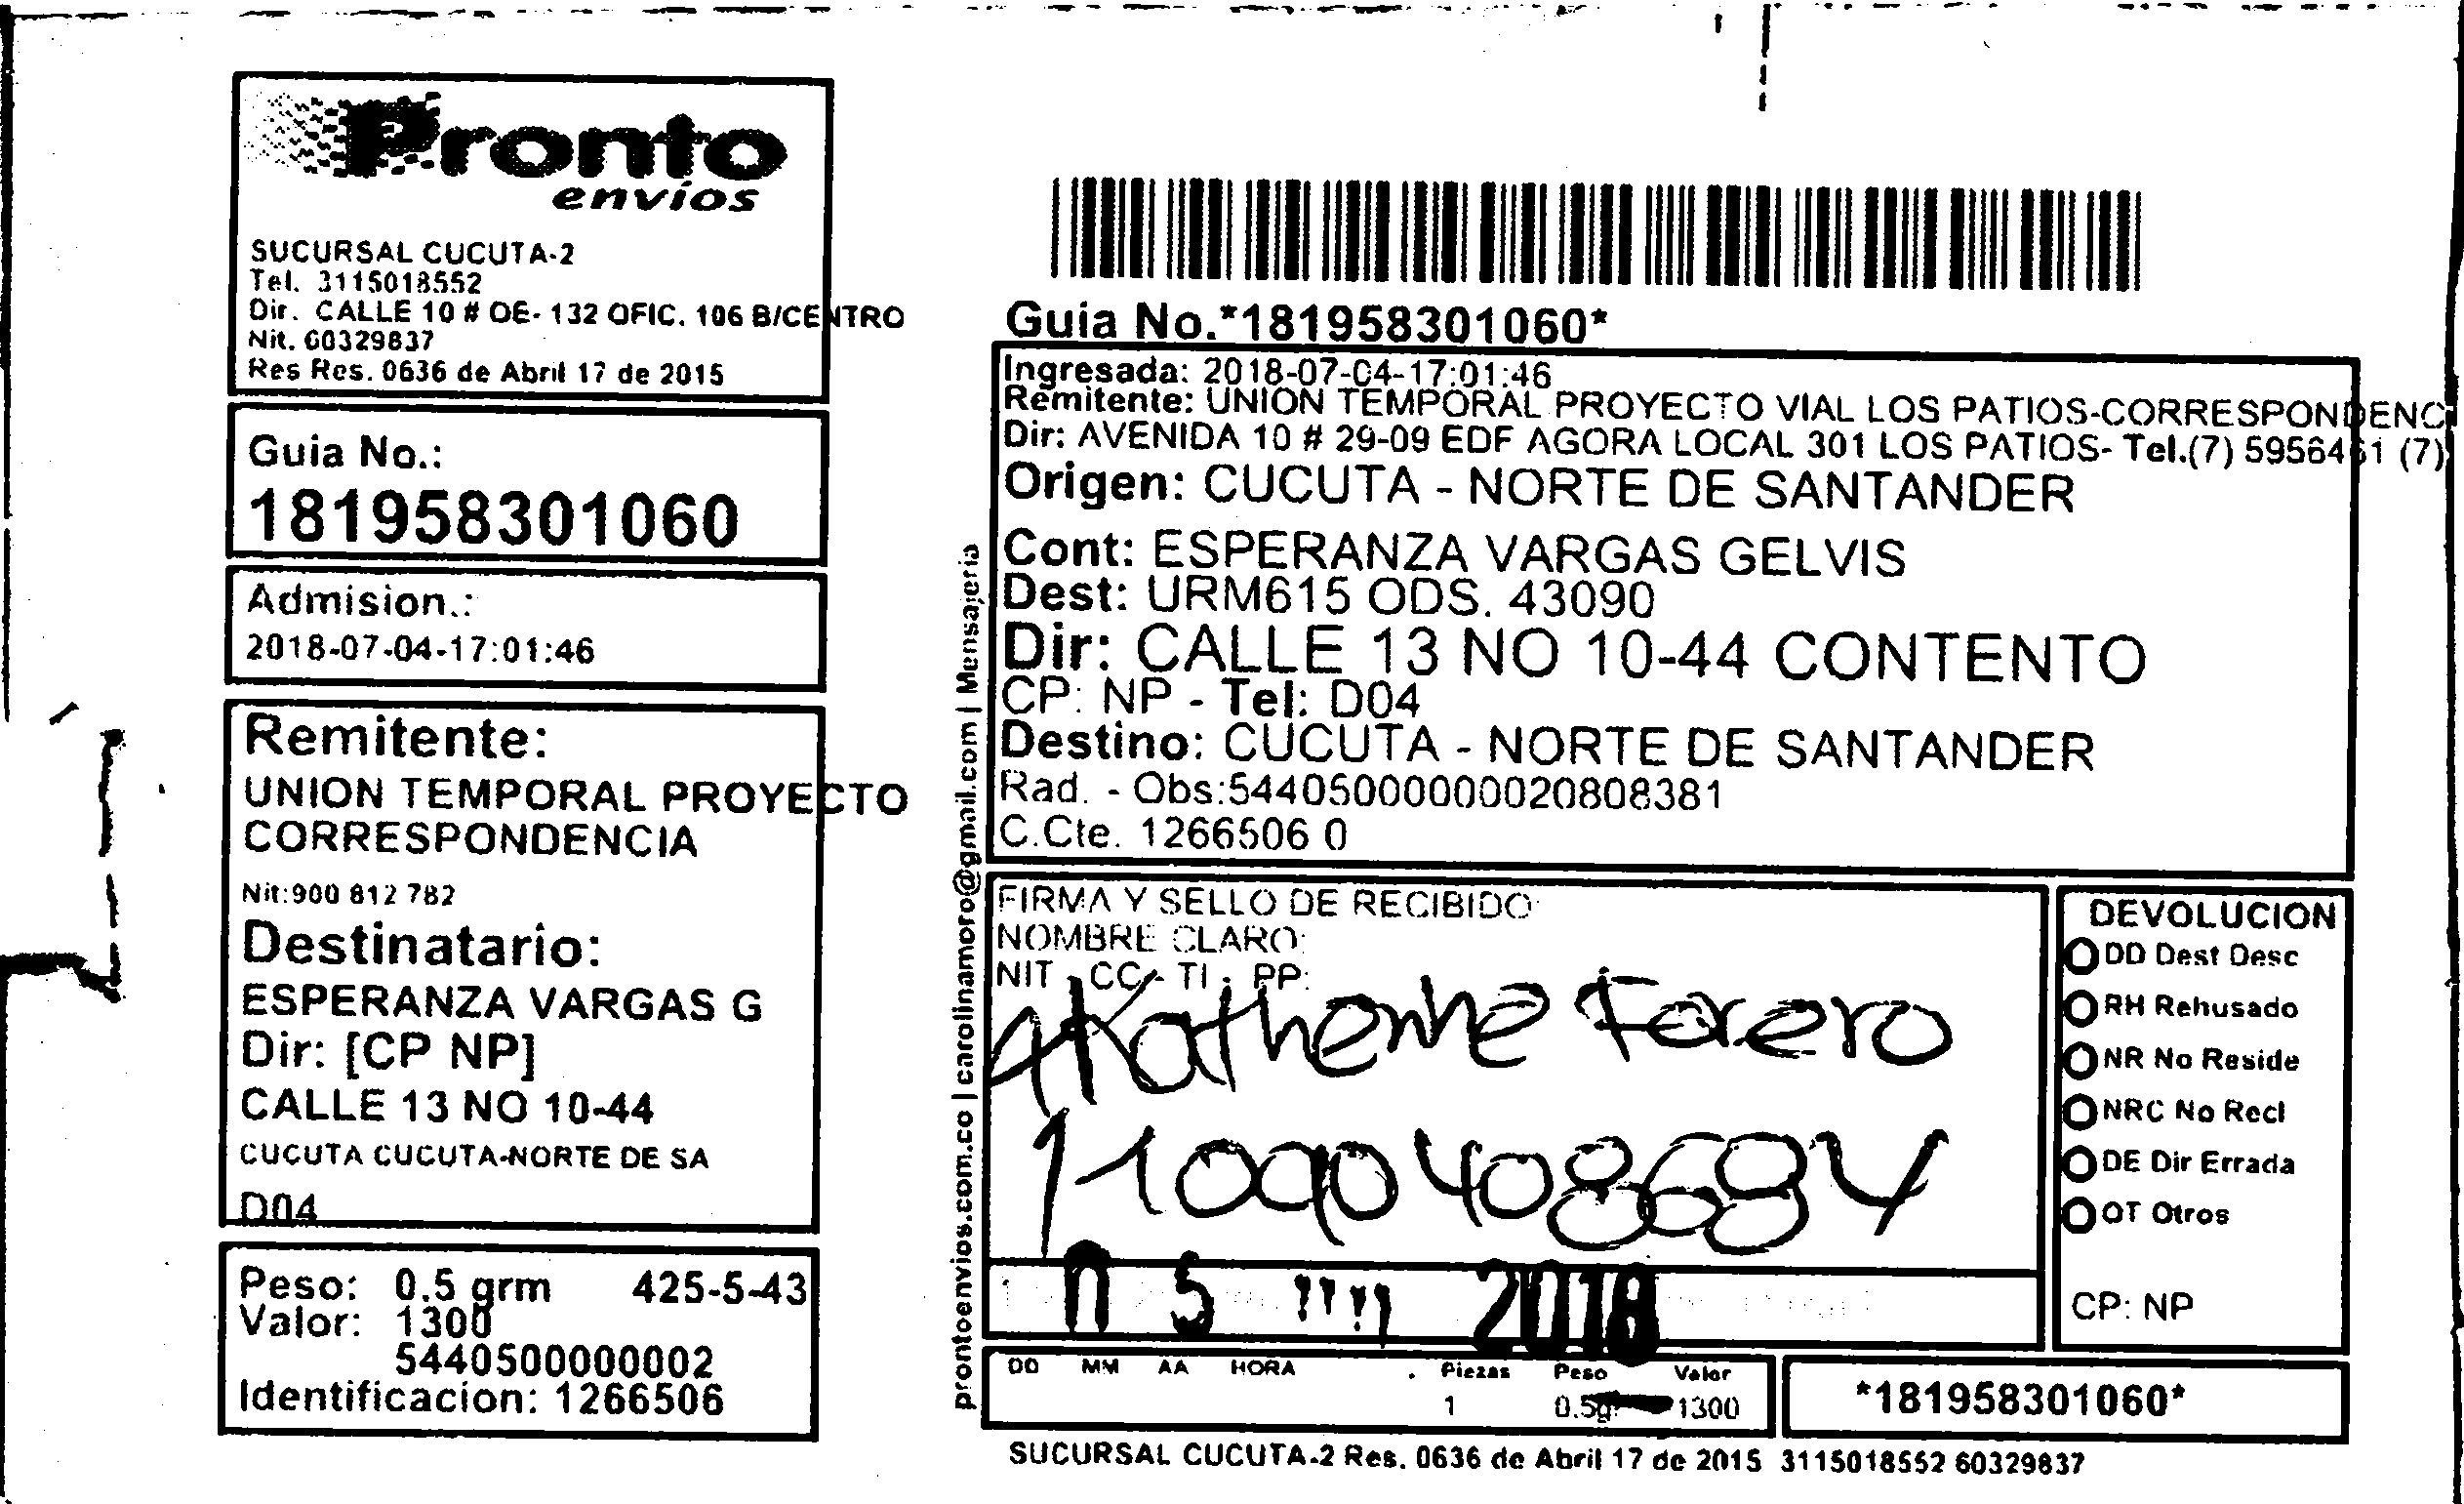 Pronto
envíos
SUCURSAL CUCUTA-2
Tel. 3115018552
Dir. CALLE 10 # OE- 132 OFIC. 106 B/CENTRO
Nit. 60329837
Res Res. 0636 de Abril 17 de 2015
Guia No.:
181958301060
Admision.:
2018-07-04-17:01:46
Remitente:
UNION TEMPORAL PROYECTO
CORRESPONDENCIA
Nit:900 812 782
Destinatario:
ESPERANZA VARGAS G
Dir: [CP NP]
CALLE 13 NO 10-44
CUCUTA CUCUTA-NORTE DE SA
D04
Peso: 0.5 grm 425-5-43
Valor: 1300
5440500000002
Identificacion: 1266506
prontoenvios.com.co | carolinamoro@gmail.com | Mensajeria
Guia No.*181958301060*
Ingresada: 2018-07-04-17:01:46
Remitente: UNION TEMPORAL PROYECTO VIAL LOS PATIOS-CORRESPONDENC
Dir: AVENIDA 10 # 29-09 EDF AGORA LOCAL 301 LOS PATIOS- Tel.(7) 5956461 (7)
Origen: CUCUTA - NORTE DE SANTANDER
Cont: ESPERANZA VARGAS GELVIS
Dest: URM615 ODS. 43090
Dir: CALLE 13 NO 10-44 CONTENTO
CP: NP - Tel: D04
Destino: CUCUTA - NORTE DE SANTANDER
Rad. - Obs:544050000000020808381
C.Cte. 1266506 0
FIRMA Y SELLO DE RECIBIDO
NOMBRE CLARO:
NIT - CC - TI - PP:
Katherine Forero
1090408684
5 2018
DD MM AA HORA . Piezas Peso Valor
1 0.5gr 1300
DEVOLUCION
DD Dest Desc
RH Rehusado
NR No Reside
NRC No Recl
DE Dir Errada
OT Otros
CP: NP
*181958301060*
SUCURSAL CUCUTA-2 Res. 0636 de Abril 17 de 2015 3115018552 60329837